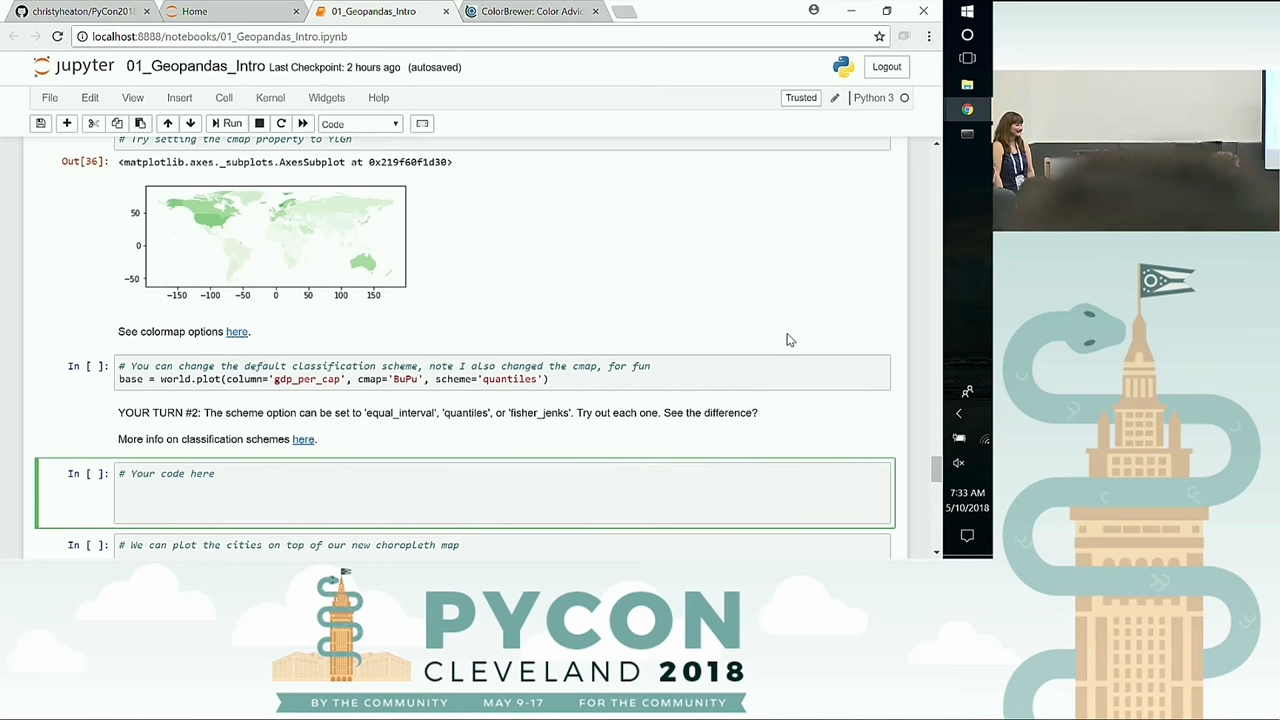 christyheaton/PyCon2018
Home
01_Geopandas_Intro
ColorBrewer: Color Advic
localhost:8888/notebooks/01_Geopandas_Intro.ipynb
jupyter 01_Geopandas_Intro Last Checkpoint: 2 hours ago (autosaved)
Logout
File Edit View Insert Cell Kernel Widgets Help
Trusted Python 3
Run
Code
# Try setting the cmap property to YlGn
Out[36]: <matplotlib.axes._subplots.AxesSubplot at 0x219f60f1d30>
50
0
−50
−150 −100 −50 0 50 100 150
See colormap options here.
In [ ]: # You can change the default classification scheme, note I also changed the cmap, for fun
base = world.plot(column='gdp_per_cap', cmap='BuPu', scheme='quantiles')
YOUR TURN #2: The scheme option can be set to 'equal_interval', 'quantiles', or 'fisher_jenks'. Try out each one. See the difference?
More info on classification schemes here.
In [ ]: # Your code here
In [ ]: # We can plot the cities on top of our new choropleth map
7:33 AM
5/10/2018
PYCON
CLEVELAND 2018
BY THE COMMUNITY MAY 9-17 FOR THE COMMUNITY